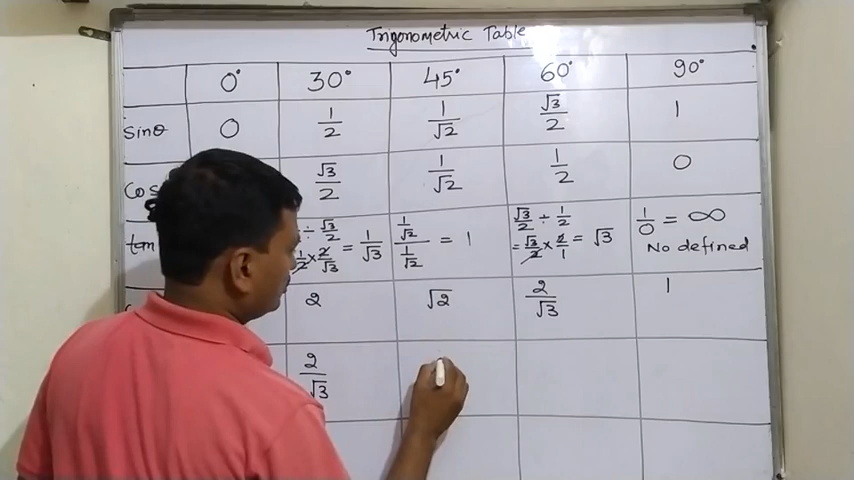 Trigonometric Table
0° 30° 45° 60° 90°
sinθ 0 1/2 1/√2 √3/2 1
cos √3/2 1/√2 1/2 0
tan ÷ √3/2 (1/√2)/(1/√2) = 1 √3/2 ÷ 1/2 1/0 = ∞
1/2 × 2/√3 = 1/√3 = √3/2 × 2/1 = √3 No defined
2 √2 2/√3 1
2/√3